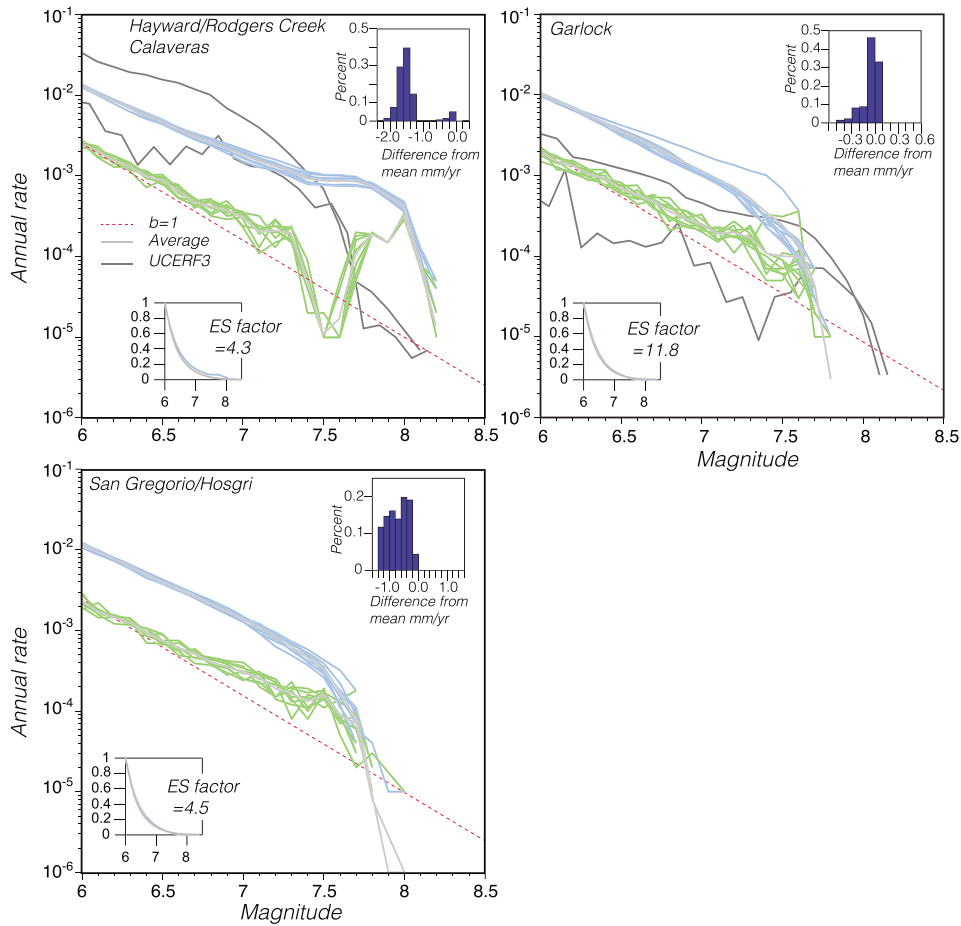 Hayward/Rodgers Creek
Calaveras
10-1
10-2
10-3
10-4
10-5
10-6
Annual rate
6
6.5
7
7.5
8
8.5
b=1
Average
UCERF3
Percent
0.5
0.4
0.3
0.2
0.1
0
-2.0 -1.0 0.0
Difference from
mean mm/yr
1
0.8
0.6
0.4
0.2
0
6 7 8
ES factor
=4.3
Garlock
10-1
10-2
10-3
10-4
10-5
10-6
6
6.5
7
7.5
8
8.5
Magnitude
Percent
0.5
0.4
0.3
0.2
0.1
0
-0.3 0.0 0.6
Difference from
mean mm/yr
1
0.8
0.6
0.4
0.2
0
6 7 8
ES factor
=11.8
San Gregorio/Hosgri
10-1
10-2
10-3
10-4
10-5
10-6
Annual rate
6
6.5
7
7.5
8
8.5
Magnitude
Percent
0.2
0.1
0
-1.0 0.0 1.0
Difference from
mean mm/yr
1
0.8
0.6
0.4
0.2
0
6 7 8
ES factor
=4.5